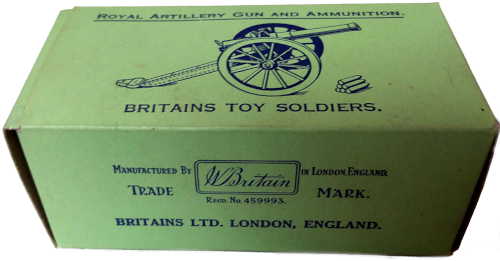 ROYAL ARTILLERY GUN AND AMMUNITION.
BRITAINS TOY SOLDIERS.
MANUFACTURED BY W Britain IN LONDON, ENGLAND.
TRADE MARK.
REGD. No. 459993.
BRITAINS LTD. LONDON, ENGLAND.